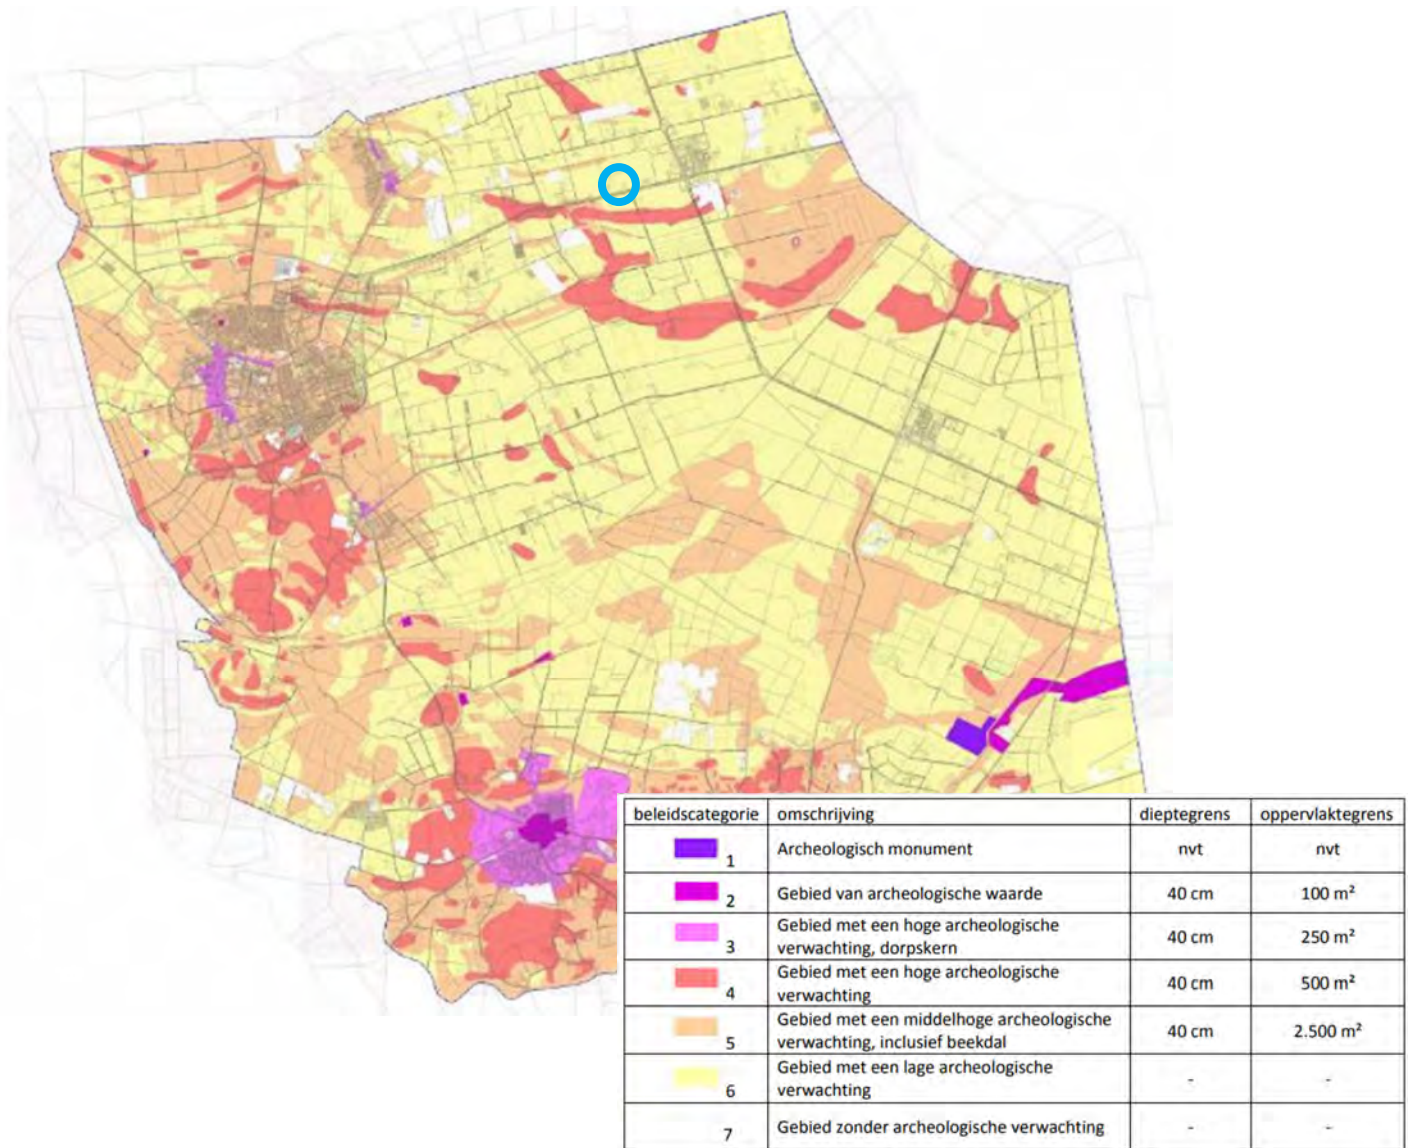 beleidscategorie omschrijving dieptegrens oppervlaktegrens
1 Archeologisch monument nvt nvt
2 Gebied van archeologische waarde 40 cm 100 m²
Gebied met een hoge archeologische
3 verwachting, dorpskern 40 cm 250 m²
Gebied met een hoge archeologische
4 verwachting 40 cm 500 m²
Gebied met een middelhoge archeologische
5 verwachting, inclusief beekdal 40 cm 2.500 m²
Gebied met een lage archeologische
6 verwachting - -
7 Gebied zonder archeologische verwachting - -